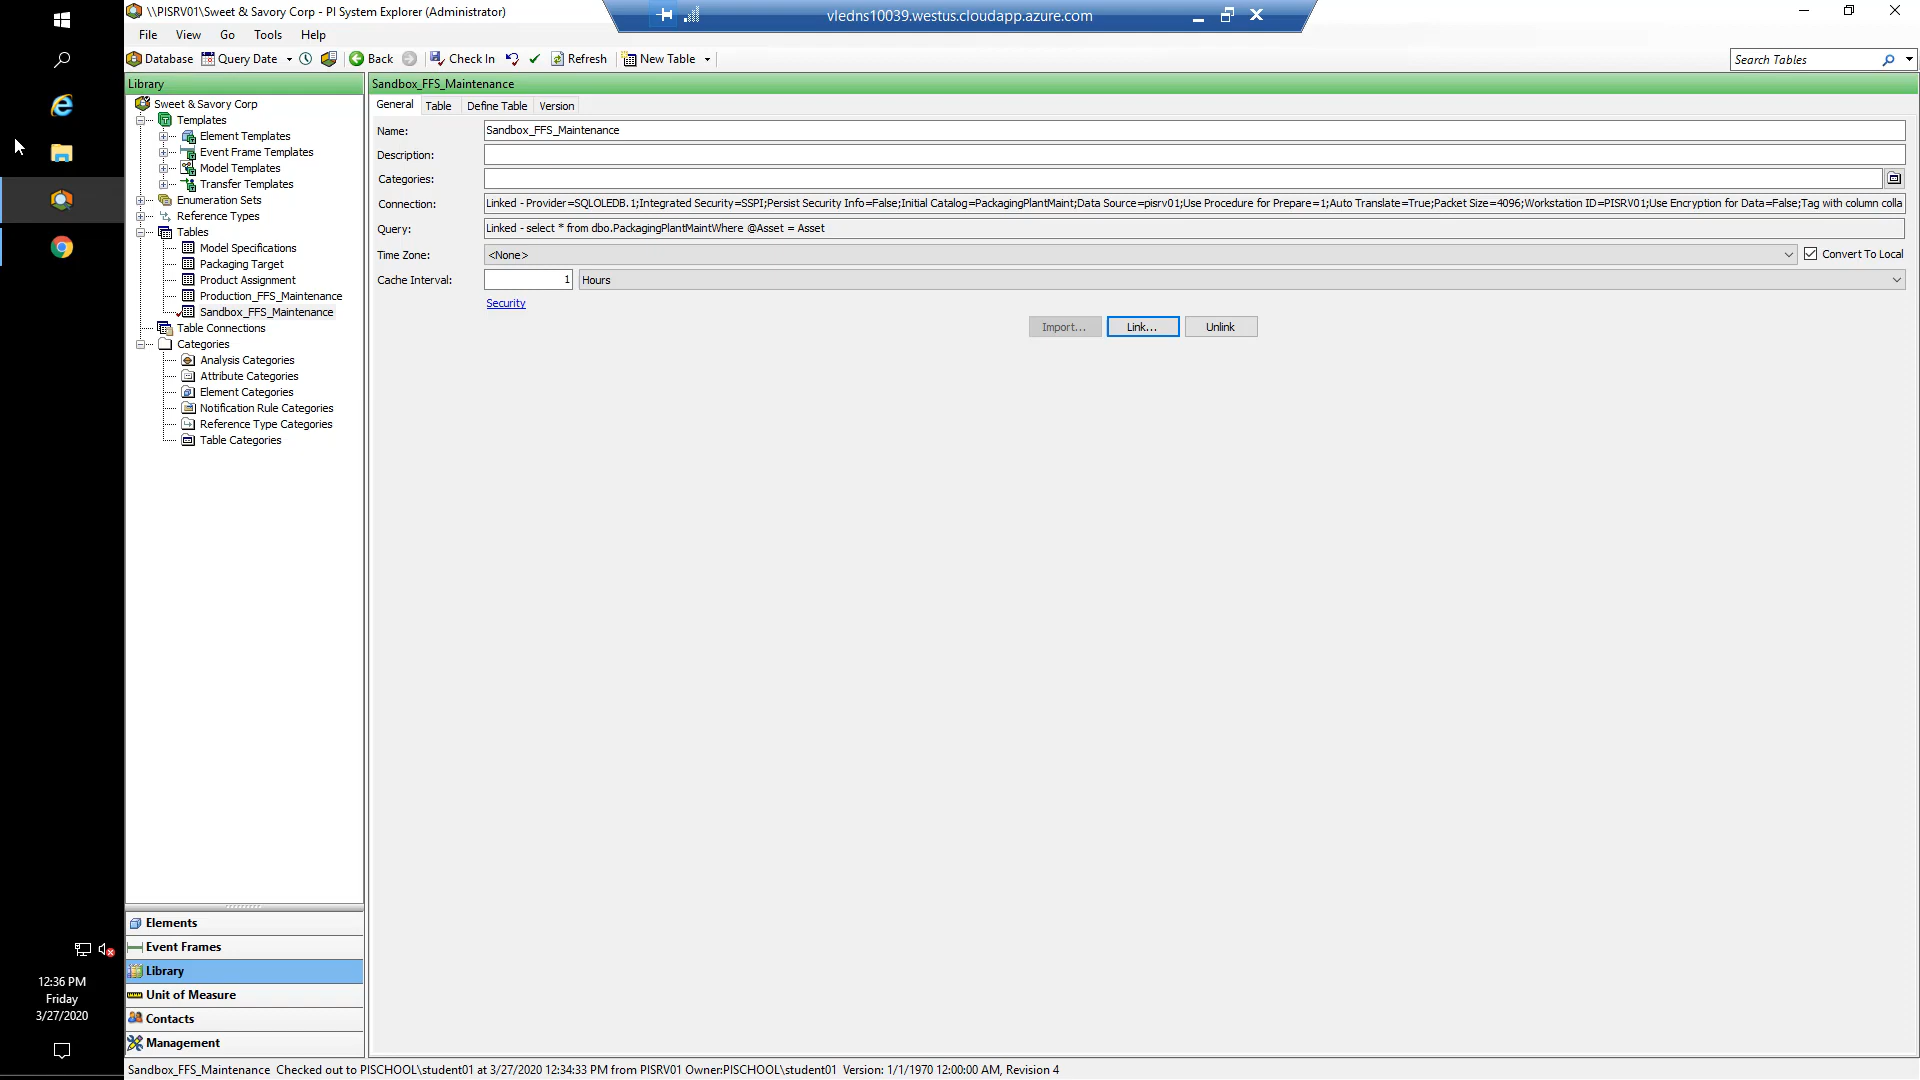 \\PISRV01\Sweet & Savory Corp - PI System Explorer (Administrator)
vledns10039.westus.cloudapp.azure.com
File View Go Tools Help
Database Query Date Back Check In Refresh New Table
Search Tables
Library
Sweet & Savory Corp
Templates
Element Templates
Event Frame Templates
Model Templates
Transfer Templates
Enumeration Sets
Reference Types
Tables
Model Specifications
Packaging Target
Product Assignment
Production_FFS_Maintenance
Sandbox_FFS_Maintenance
Table Connections
Categories
Analysis Categories
Attribute Categories
Element Categories
Notification Rule Categories
Reference Type Categories
Table Categories
Elements
Event Frames
Library
Unit of Measure
Contacts
Management
Sandbox_FFS_Maintenance
General Table Define Table Version
Name: Sandbox_FFS_Maintenance
Description:
Categories:
Connection: Linked - Provider=SQLOLEDB.1;Integrated Security=SSPI;Persist Security Info=False;Initial Catalog=PackagingPlantMaint;Data Source=pisrv01;Use Procedure for Prepare=1;Auto Translate=True;Packet Size=4096;Workstation ID=PISRV01;Use Encryption for Data=False;Tag with column colla
Query: Linked - select * from dbo.PackagingPlantMaintWhere @Asset = Asset
Time Zone: <None> Convert To Local
Cache Interval: 1 Hours
Security
Import... Link... Unlink
12:36 PM
Friday
3/27/2020
Sandbox_FFS_Maintenance Checked out to PISCHOOL\student01 at 3/27/2020 12:34:33 PM from PISRV01 Owner:PISCHOOL\student01 Version: 1/1/1970 12:00:00 AM, Revision 4